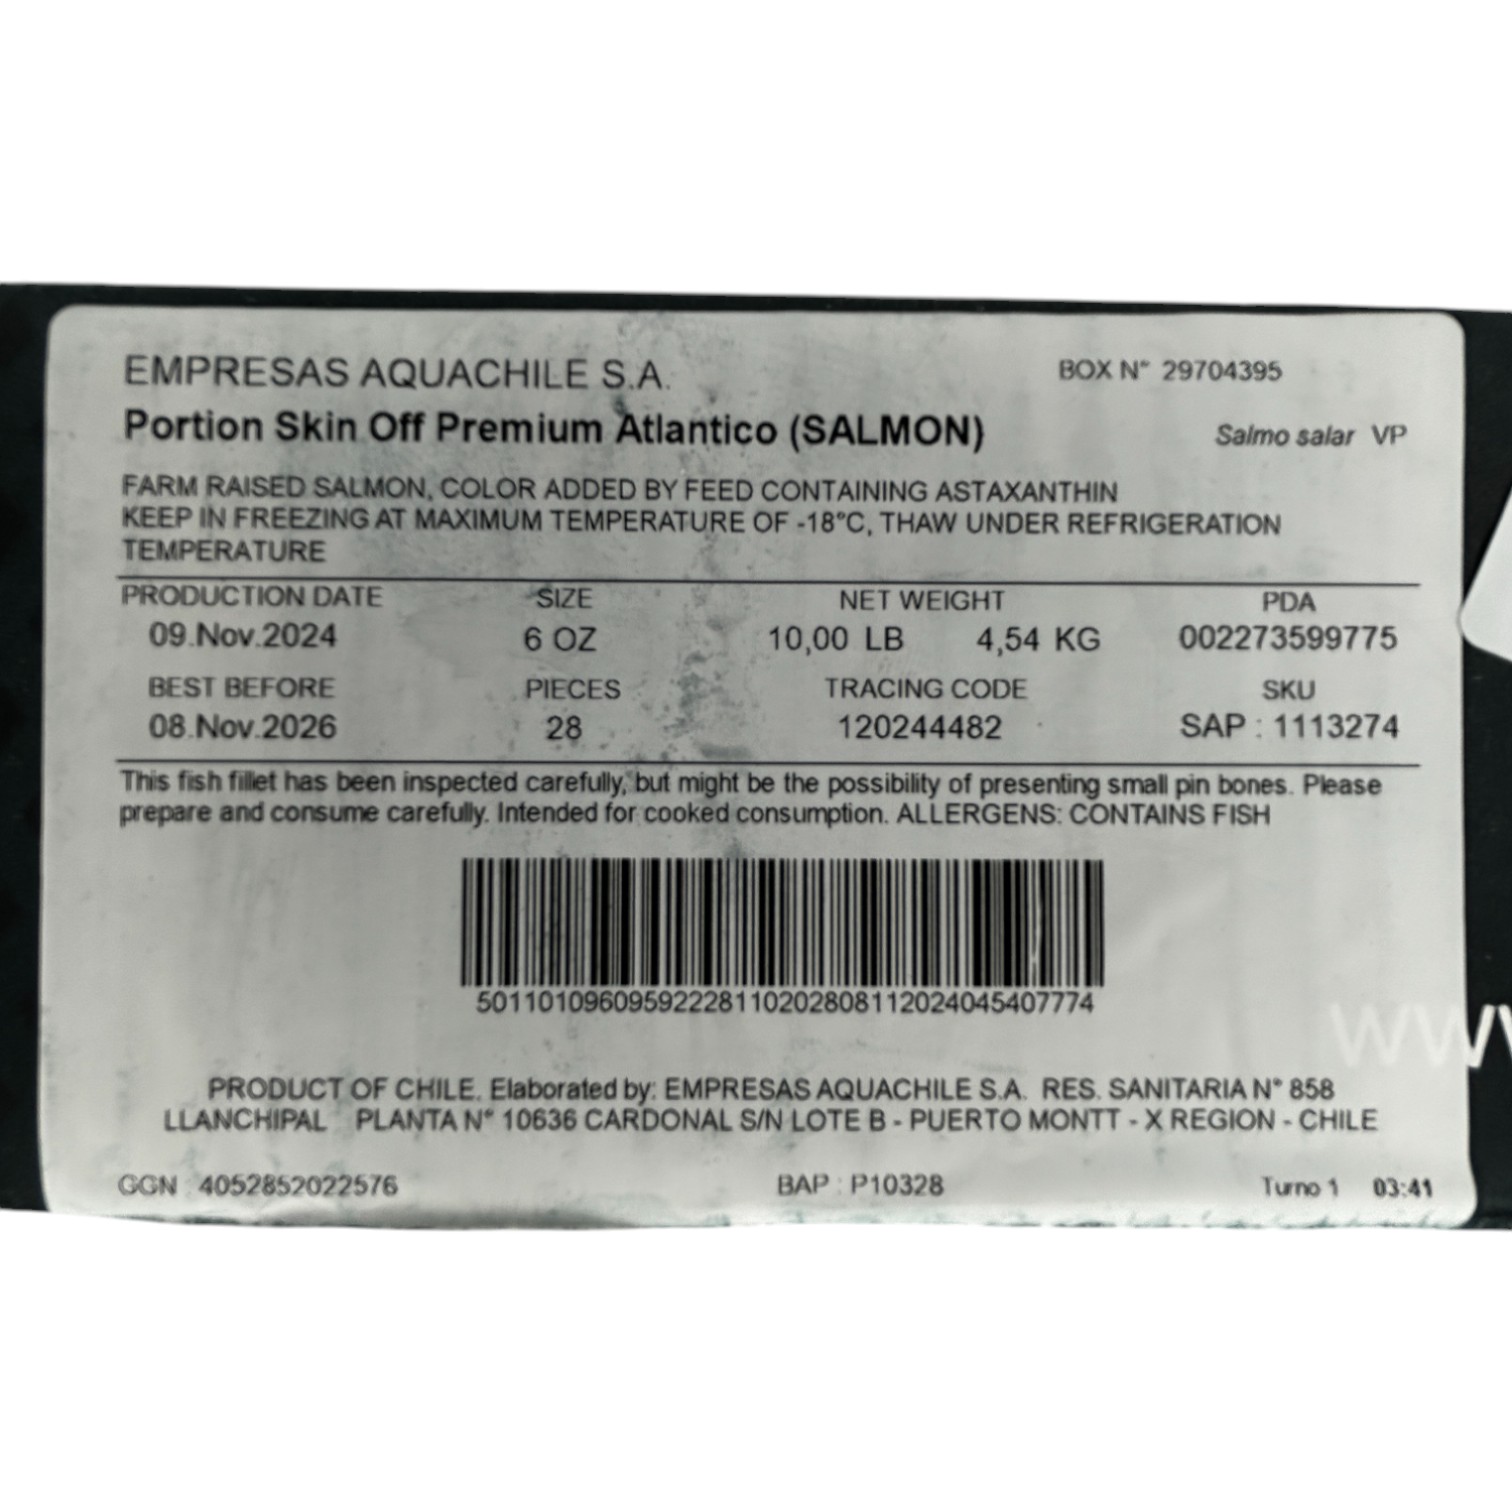 EMPRESAS AQUACHILE S.A. BOX N° 29704395
Portion Skin Off Premium Atlantico (SALMON) Salmo salar VP
FARM RAISED SALMON, COLOR ADDED BY FEED CONTAINING ASTAXANTHIN
KEEP IN FREEZING AT MAXIMUM TEMPERATURE OF -18°C, THAW UNDER REFRIGERATION
TEMPERATURE
PRODUCTION DATE SIZE NET WEIGHT PDA
09.Nov.2024 6 OZ 10,00 LB 4,54 KG 002273599775
BEST BEFORE PIECES TRACING CODE SKU
08.Nov.2026 28 120244482 SAP : 1113274
This fish fillet has been inspected carefully, but might be the possibility of presenting small pin bones. Please
prepare and consume carefully. Intended for cooked consumption. ALLERGENS: CONTAINS FISH
50110109609592228110202808112024045407774
PRODUCT OF CHILE. Elaborated by: EMPRESAS AQUACHILE S.A. RES. SANITARIA N° 858
LLANCHIPAL PLANTA N° 10636 CARDONAL S/N LOTE B - PUERTO MONTT - X REGION - CHILE
GGN : 4052852022576 BAP : P10328 Turno 1 03:41